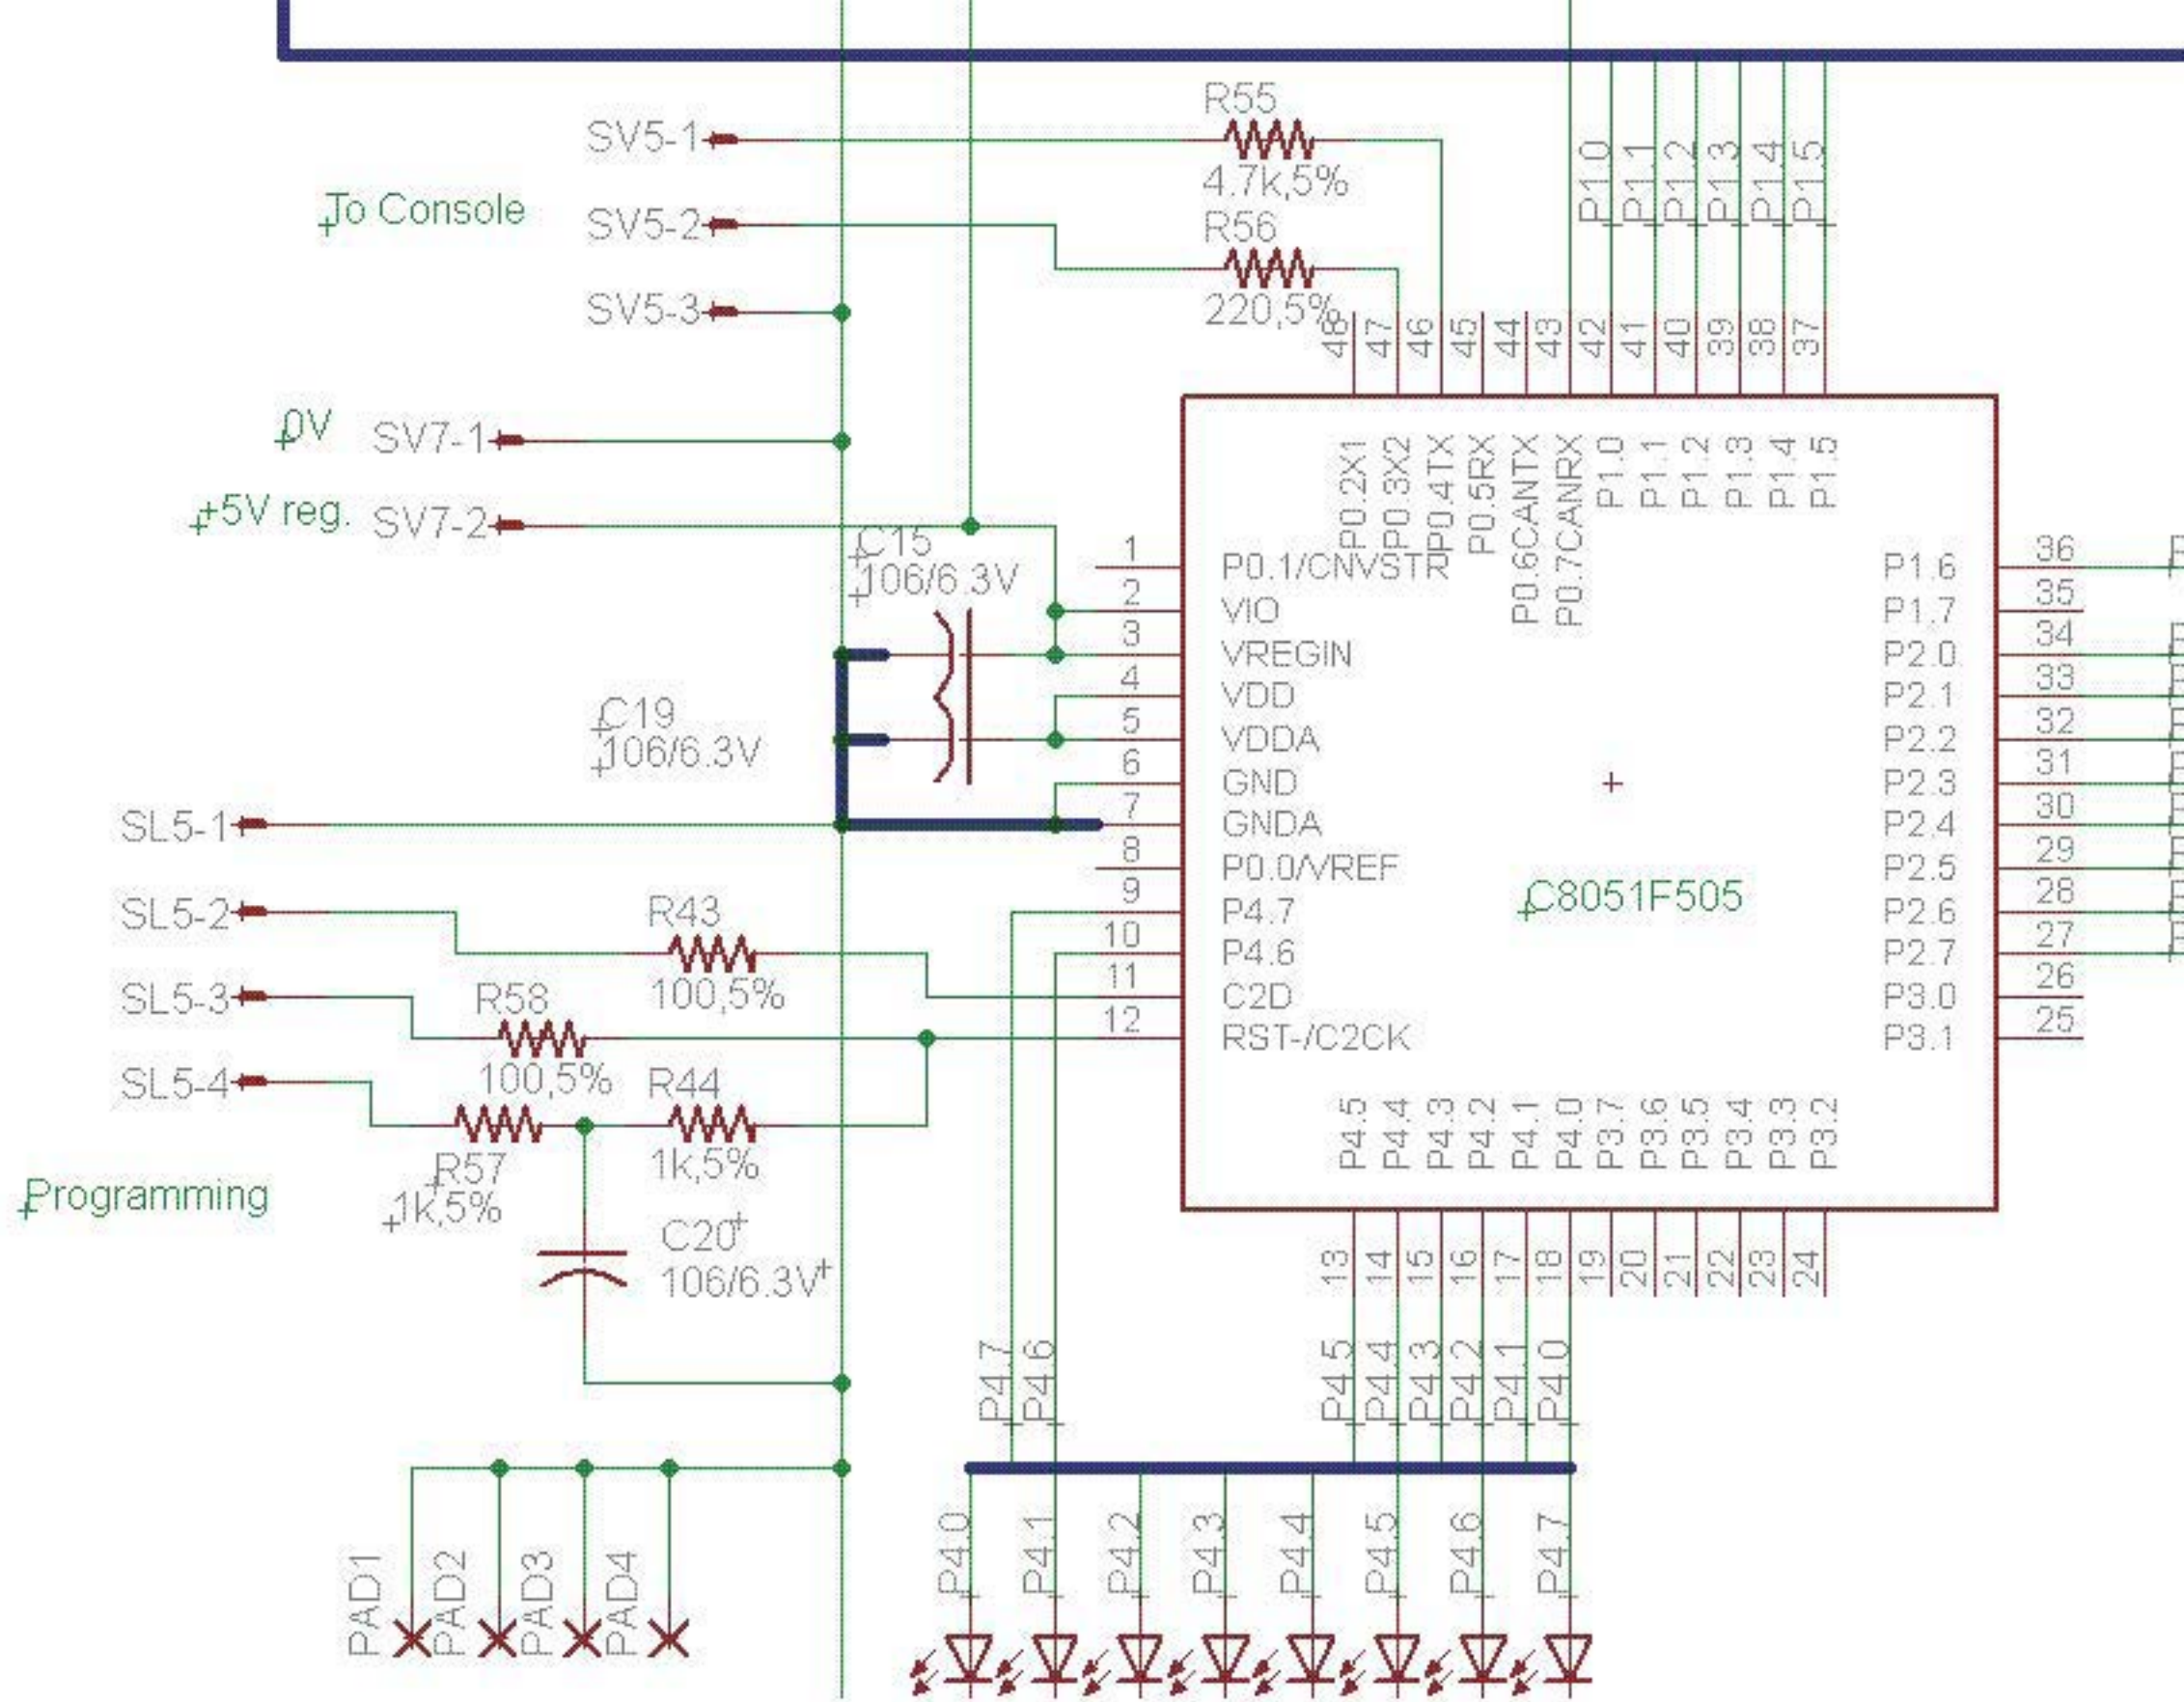 R55
SV5-1
4.7k,5%
To Console
SV5-2
R56
SV5-3
220,5%
P1.0
P1.1
P1.2
P1.3
P1.4
P1.5
48
47
46
45
44
43
42
41
40
39
38
37
0V
SV7-1
+5V reg.
SV7-2
P0.2X1
P0.3X2
P0.4TX
P0.5RX
P0.6CANTX
P0.7CANRX
P1.0
P1.1
P1.2
P1.3
P1.4
P1.5
C15
106/6.3V
C19
106/6.3V
1
P0.1/CNVSTR
2
VIO
3
VREGIN
4
VDD
5
VDDA
6
GND
7
GNDA
8
P0.0/VREF
9
P4.7
10
P4.6
11
C2D
12
RST-/C2CK
C8051F505
P1.6
36
P1.7
35
P2.0
34
P2.1
33
P2.2
32
P2.3
31
P2.4
30
P2.5
29
P2.6
28
P2.7
27
P3.0
26
P3.1
25
SL5-1
SL5-2
R43
100,5%
SL5-3
R58
100,5%
SL5-4
R44
1k,5%
R57
1k,5%
Programming
C20
106/6.3V
P4.5
P4.4
P4.3
P4.2
P4.1
P4.0
P3.7
P3.6
P3.5
P3.4
P3.3
P3.2
13
14
15
16
17
18
19
20
21
22
23
24
P4.7
P4.6
P4.5
P4.4
P4.3
P4.2
P4.1
P4.0
PAD1
PAD2
PAD3
PAD4
P4.0
P4.1
P4.2
P4.3
P4.4
P4.5
P4.6
P4.7